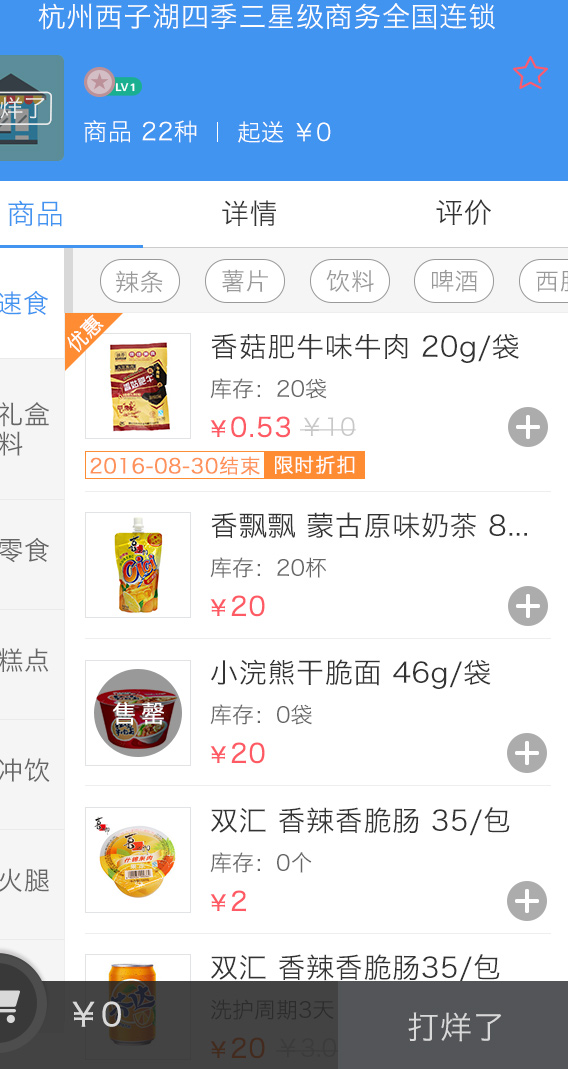 杭州西子湖四季三星级商务全国连锁
LV1
烊了
商品 22种 | 起送 ¥0
商品 详情 评价
速食
礼盒
料
零食
糕点
冲饮
火腿
辣条 薯片 饮料 啤酒
优惠
香菇肥牛味牛肉 20g/袋
库存：20袋
¥0.53 ¥10
2016-08-30结束 限时折扣
香飘飘 蒙古原味奶茶 8...
库存：20杯
¥20
售罄
小浣熊干脆面 46g/袋
库存：0袋
¥20
双汇 香辣香脆肠 35/包
库存：0个
¥2
双汇 香辣香脆肠35/包
洗护周期3天
¥20 ¥3.0
¥0
打烊了